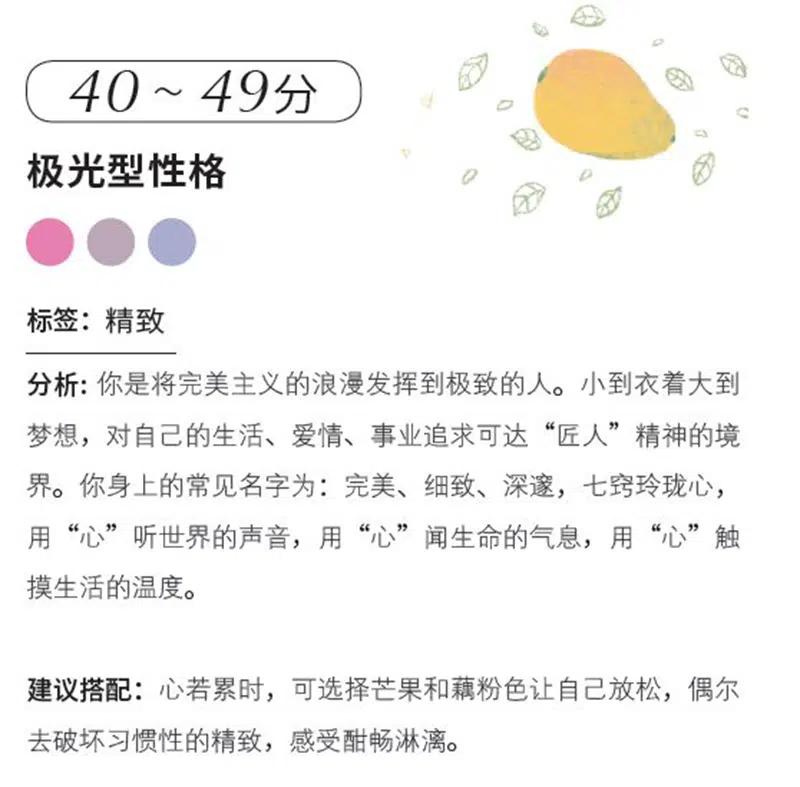 40～49分
极光型性格
标签：精致
分析: 你是将完美主义的浪漫发挥到极致的人。小到衣着大到
梦想，对自己的生活、爱情、事业追求可达“匠人”精神的境
界。你身上的常见名字为：完美、细致、深邃，七窍玲珑心，
用“心”听世界的声音，用“心”闻生命的气息，用“心”触
摸生活的温度。
建议搭配：心若累时，可选择芒果和藕粉色让自己放松，偶尔
去破坏习惯性的精致，感受酣畅淋漓。